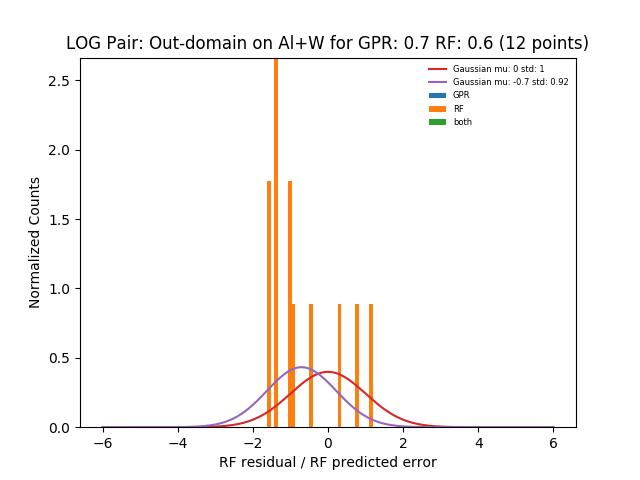 LOG Pair: Out-domain on Al+W for GPR: 0.7 RF: 0.6 (12 points)
Gaussian mu: 0 std: 1
Gaussian mu: -0.7 std: 0.92
GPR
RF
both
Normalized Counts
2.5
2.0
1.5
1.0
0.5
0.0
−6 −4 −2 0 2 4 6
RF residual / RF predicted error